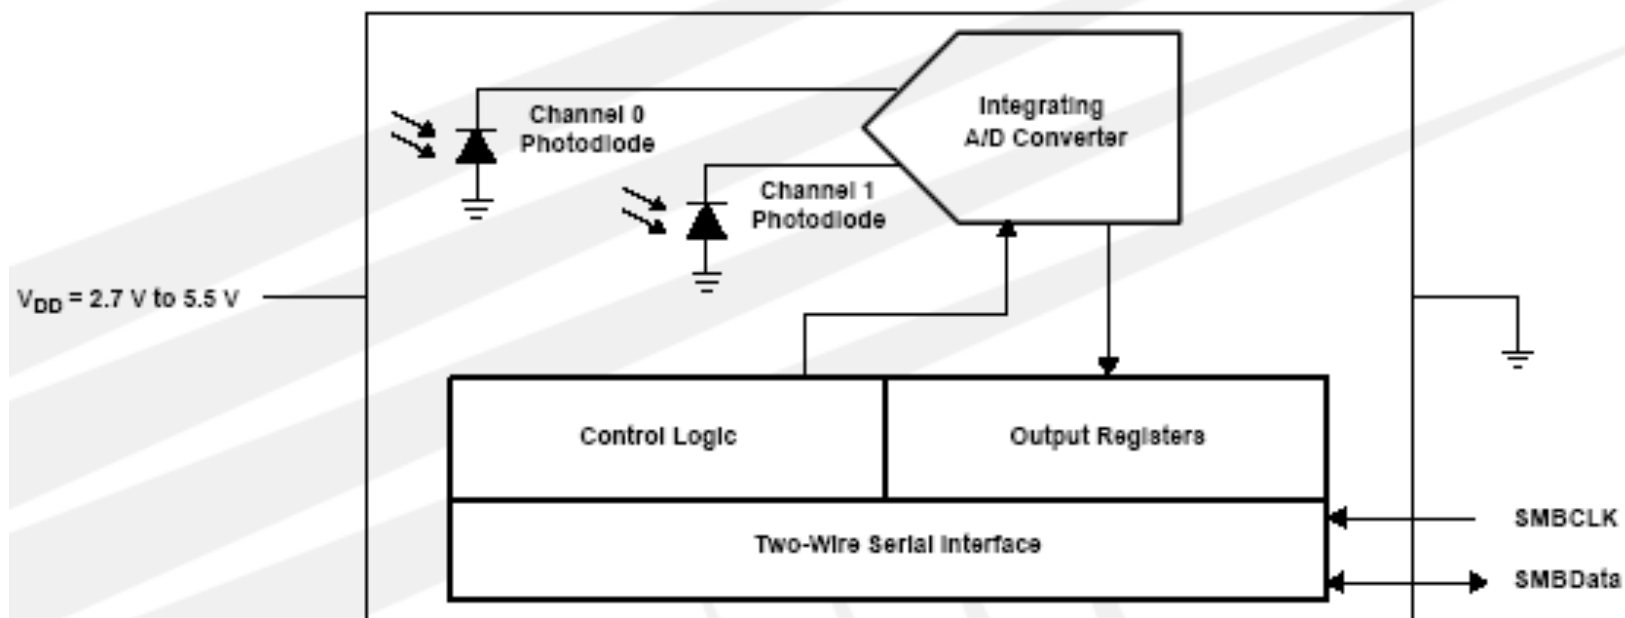 Integrating
A/D Converter
Channel 0
Photodiode
Channel 1
Photodiode
VDD = 2.7 V to 5.5 V
Control Logic
Output Registers
Two-Wire Serial Interface
SMBCLK
SMBData